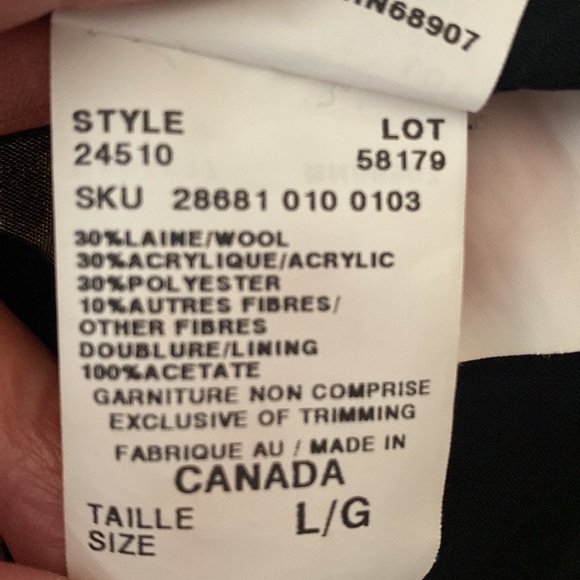 N68907
STYLE LOT
24510 58179
SKU 28681 010 0103
30%LAINE/WOOL
30%ACRYLIQUE/ACRYLIC
30%POLYESTER
10%AUTRES FIBRES/
OTHER FIBRES
DOUBLURE/LINING
100%ACETATE
GARNITURE NON COMPRISE
EXCLUSIVE OF TRIMMING
FABRIQUE AU / MADE IN
CANADA
TAILLE L/G
SIZE